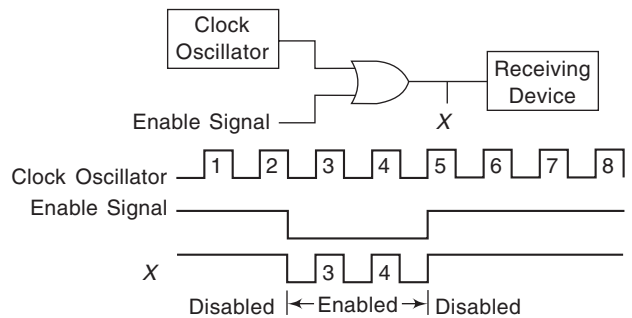 Clock
Oscillator
Receiving
Device
Enable Signal
X
Clock Oscillator 1 2 3 4 5 6 7 8
Enable Signal
X 3 4
Disabled Enabled Disabled